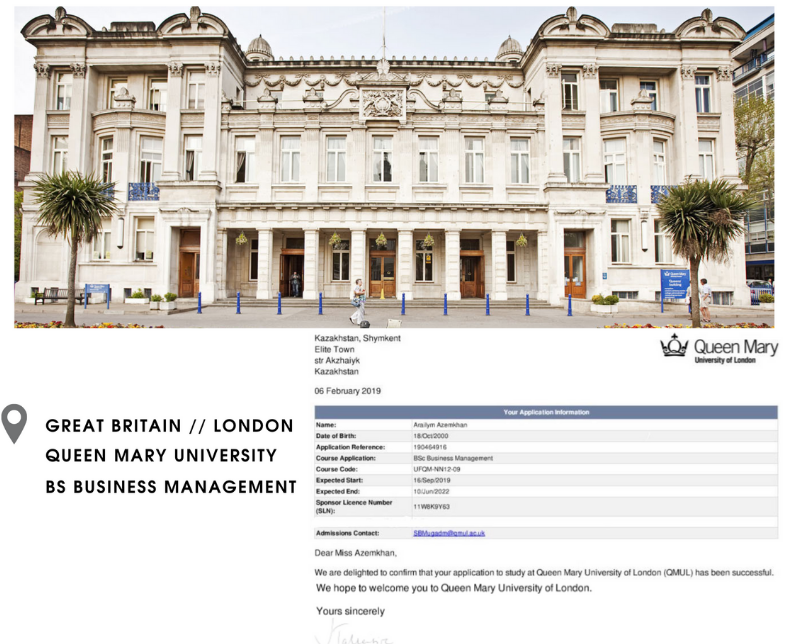 Kazakhstan, Shymkent
Elite Town
str Akzhaiyk
Kazakhstan
Queen Mary
University of London
06 February 2019
GREAT BRITAIN // LONDON
QUEEN MARY UNIVERSITY
BS BUSINESS MANAGEMENT
Your Application Information
Name: Arailym Azemkhan
Date of Birth: 18/Oct/2000
Application Reference: 190464916
Course Application: BSc Business Management
Course Code: UFQM-NN12-09
Expected Start: 16/Sep/2019
Expected End: 10/Jun/2022
Sponsor Licence Number (SLN): 11W8K9Y63
Admissions Contact: SBMugadm@qmul.ac.uk
Dear Miss Azemkhan,
We are delighted to confirm that your application to study at Queen Mary University of London (QMUL) has been successful.
We hope to welcome you to Queen Mary University of London.
Yours sincerely